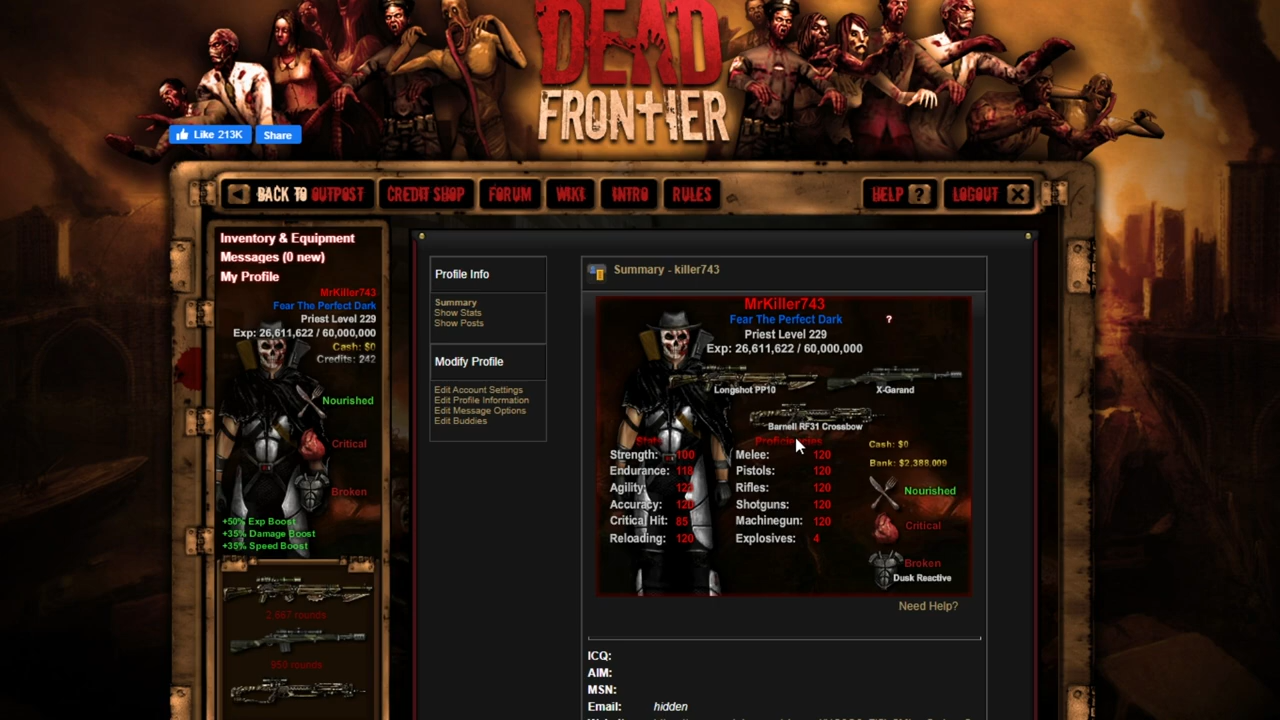 DEAD
FRONTIER
Like 213K
Share
BACK TO OUTPOST
CREDIT SHOP
FORUM
WIKI
INTRO
RULES
HELP ?
LOGOUT X
Inventory & Equipment
Messages (0 new)
My Profile
MrKiller743
Fear The Perfect Dark
Priest Level 229
Exp: 26,611,622 / 60,000,000
Cash: $0
Credits: 242
Nourished
Critical
Broken
+50% Exp Boost
+35% Damage Boost
+35% Speed Boost
2,667 rounds
959 rounds
Profile Info
Summary
Show Stats
Show Posts
Modify Profile
Edit Account Settings
Edit Profile Information
Edit Message Options
Edit Buddies
Summary - killer743
MrKiller743
Fear The Perfect Dark
?
Priest Level 229
Exp: 26,611,622 / 60,000,000
Longshot PP10
X-Garand
Barnell RF31 Crossbow
Stats
Strength: 100
Endurance: 118
Agility:
Accuracy: 120
Critical Hit: 85
Reloading: 120
Proficiencies
Melee: 120
Pistols: 120
Rifles: 120
Shotguns: 120
Machinegun: 120
Explosives: 4
Cash: $0
Bank: $2,388,009
Nourished
Critical
Broken
Dusk Reactive
Need Help?
ICQ:
AIM:
MSN:
Email: hidden